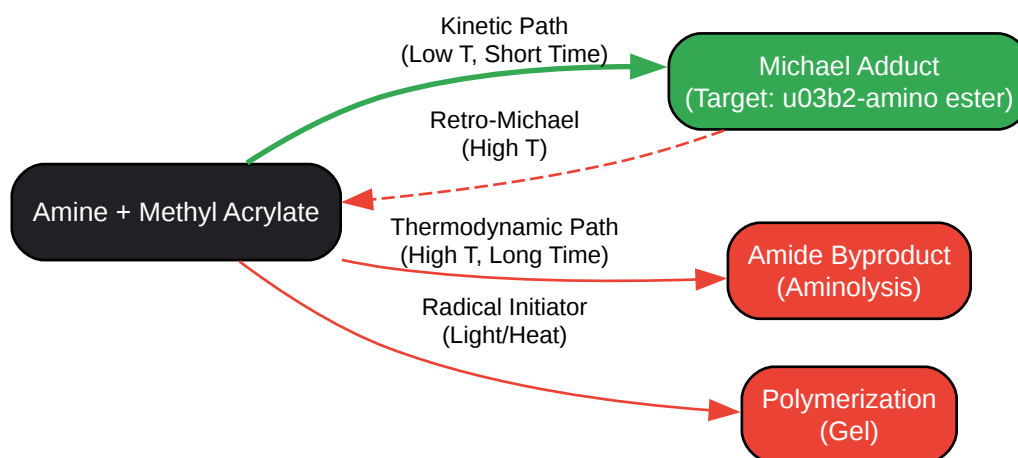 Kinetic Path
(Low T, Short Time)
Michael Adduct
(Target: u03b2-amino ester)
Retro-Michael
(High T)
Amine + Methyl Acrylate
Thermodynamic Path
(High T, Long Time)
Amide Byproduct
(Aminolysis)
Radical Initiator
(Light/Heat)
Polymerization
(Gel)